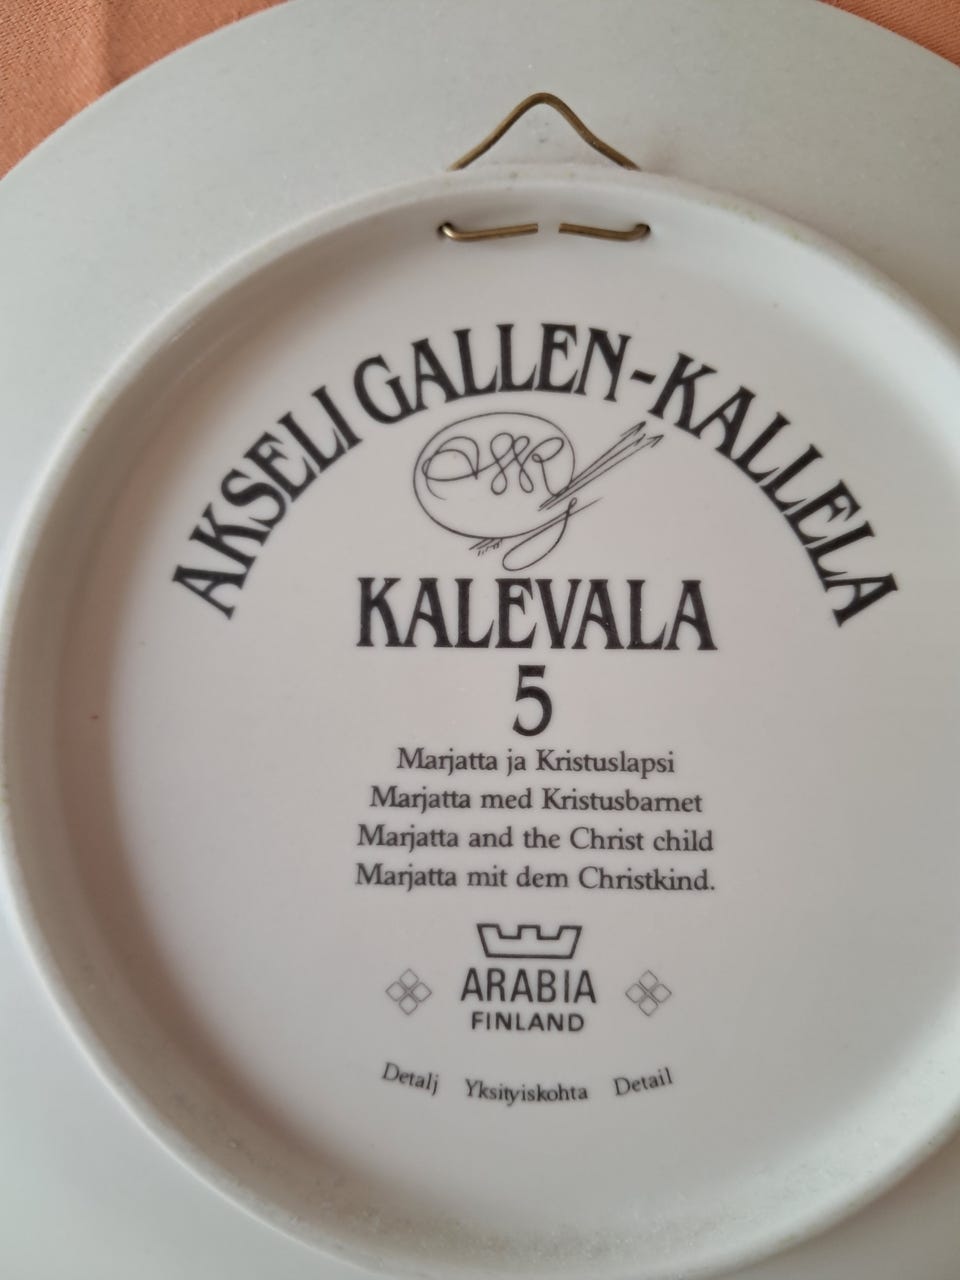 AKSELI GALLEN-KALLELA
KALEVALA
5
Marjatta ja Kristuslapsi
Marjatta med Kristusbarnet
Marjatta and the Christ child
Marjatta mit dem Christkind.
ARABIA
FINLAND
Detalj Yksityiskohta Detail